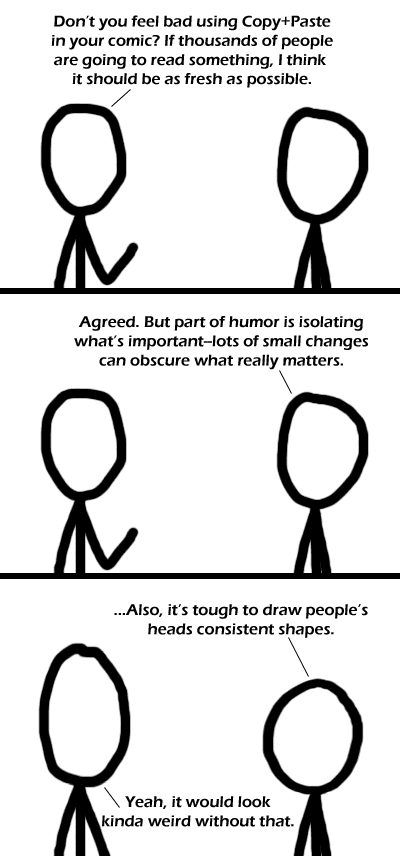 Don't you feel bad using Copy+Paste
in your comic? If thousands of people
are going to read something, I think
it should be as fresh as possible.
Agreed. But part of humor is isolating
what's important–lots of small changes
can obscure what really matters.
...Also, it's tough to draw people's
heads consistent shapes.
Yeah, it would look
kinda weird without that.